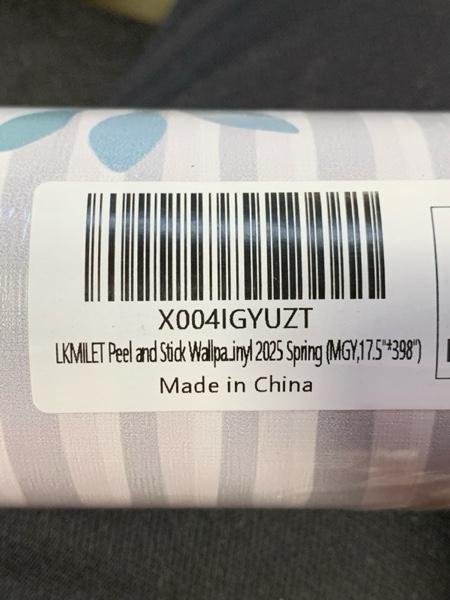 X004IGYUZT
LKMILET Peel and Stick Wallpa...inyl 2025 Spring (MGY,17.5"*398")
Made in China